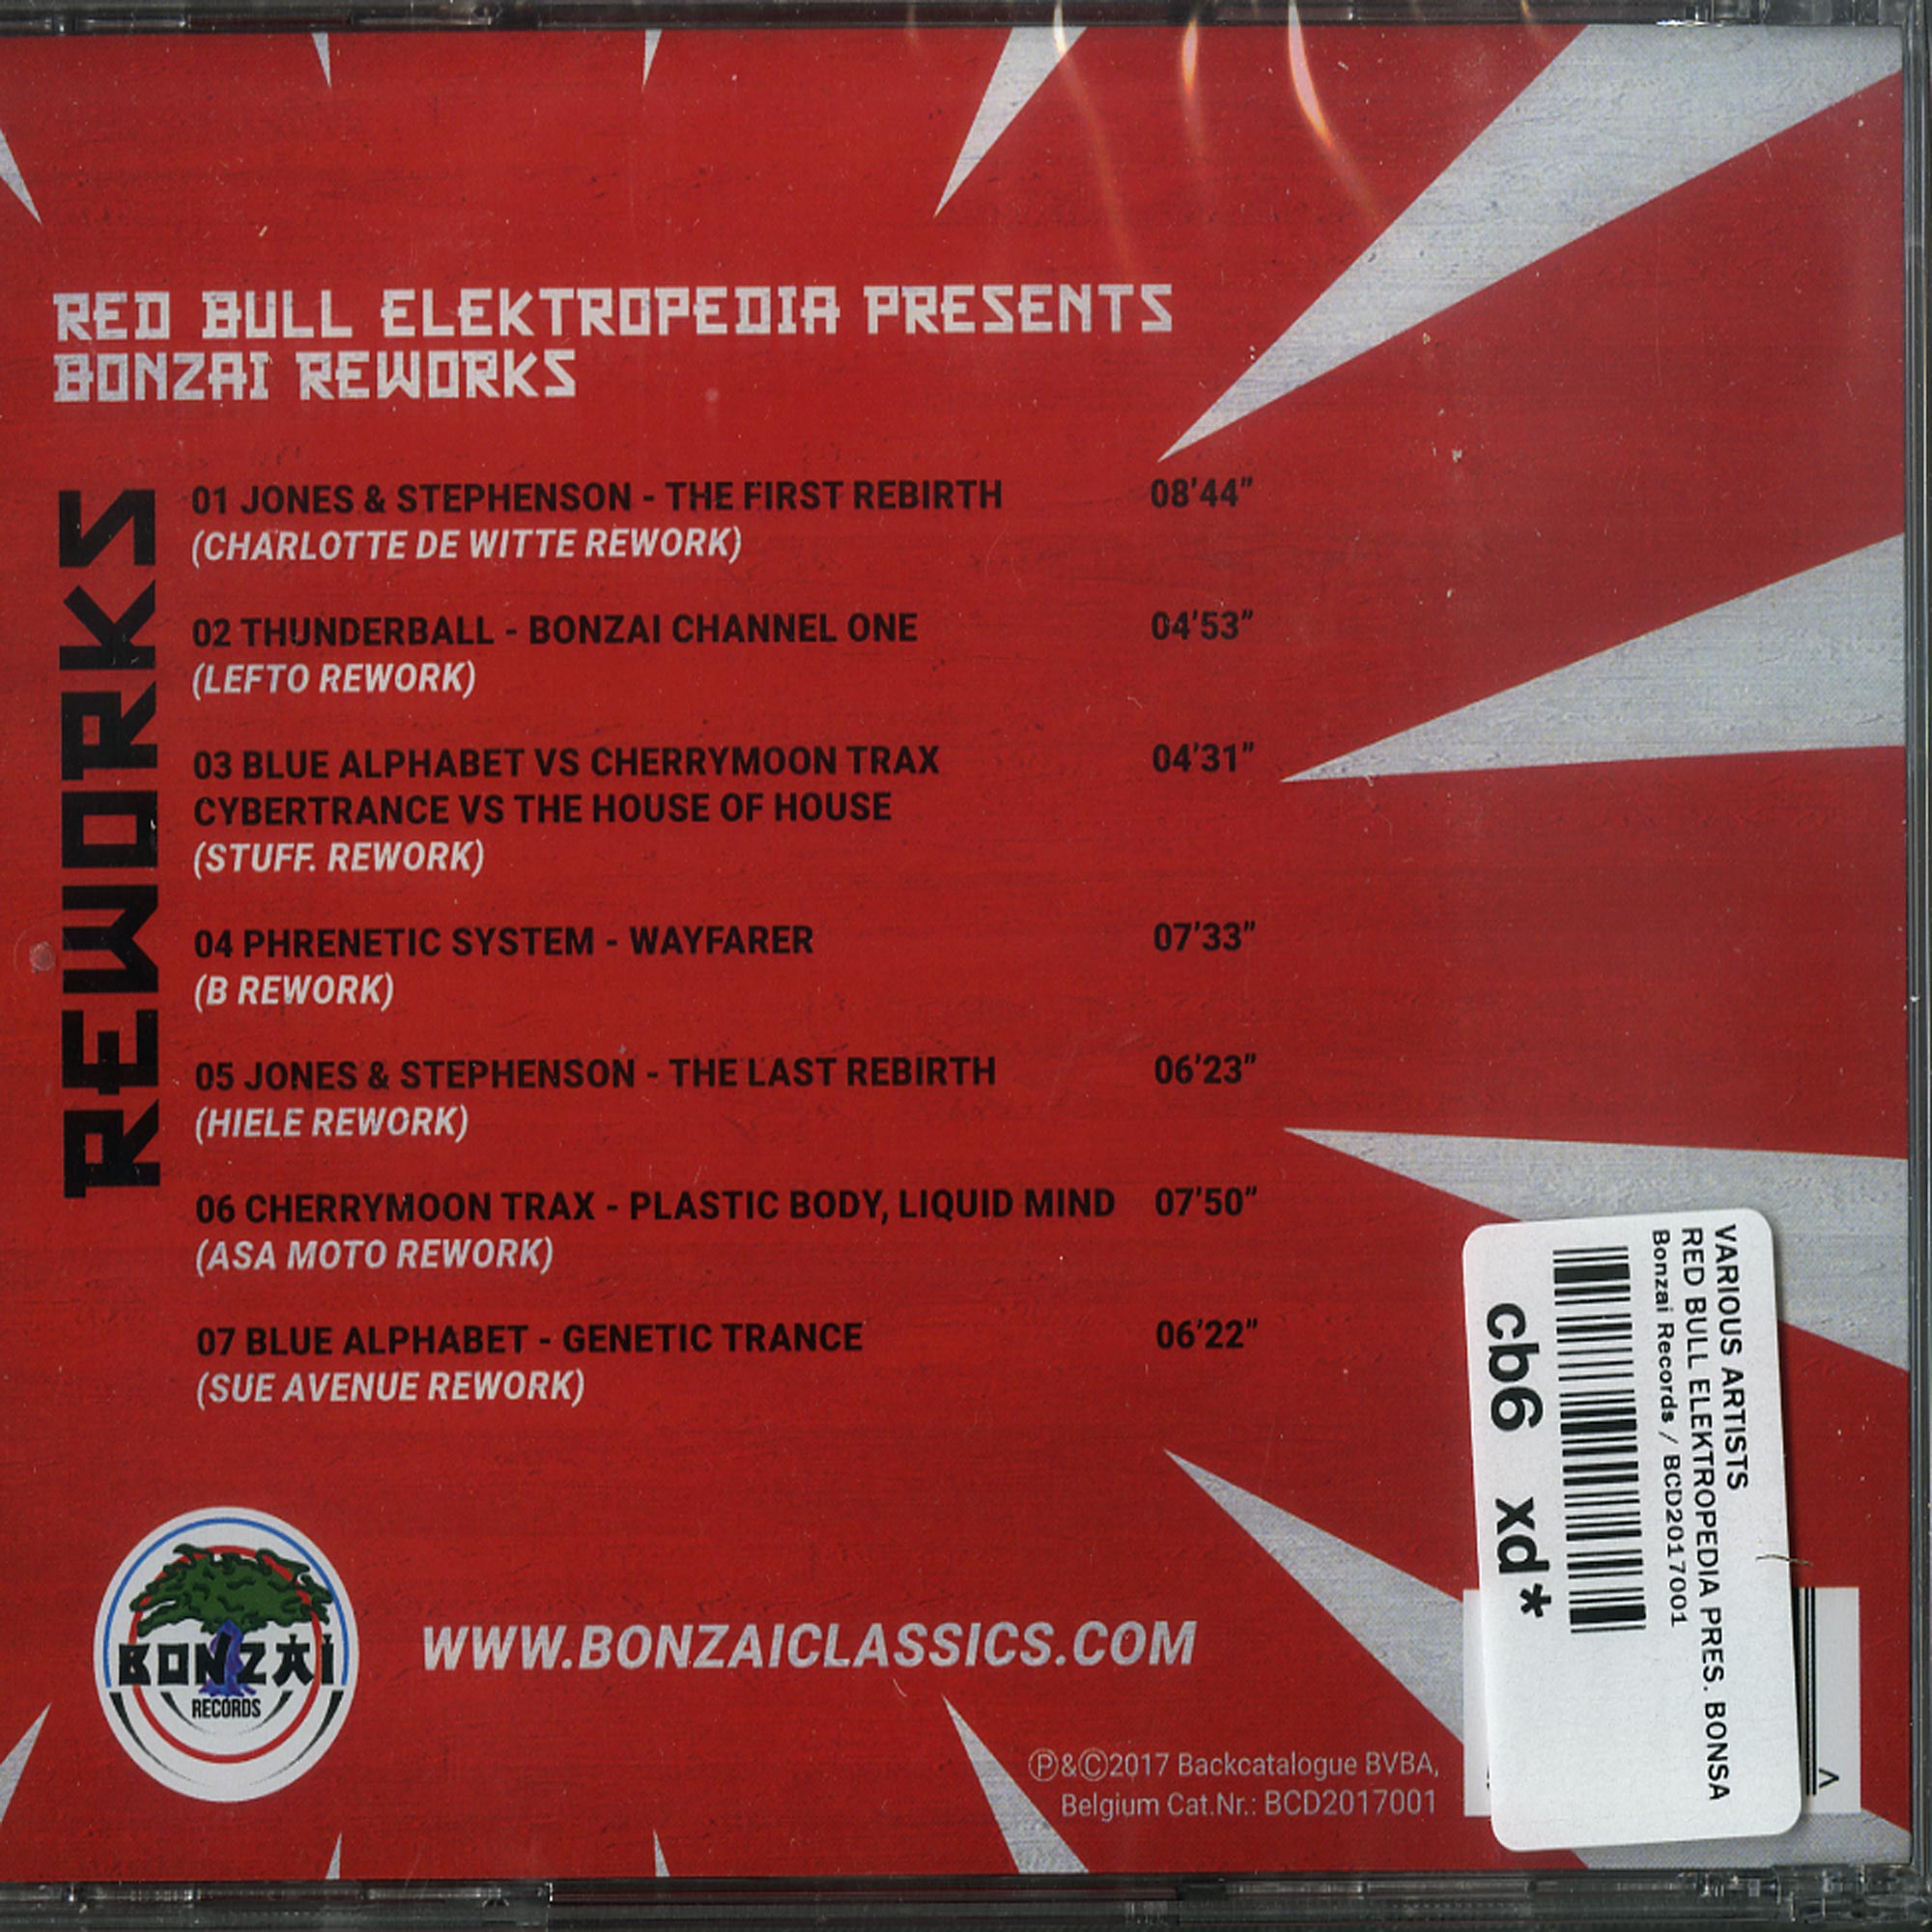 RED BULL ELEKTROPEDIA PRESENTS
BONZAI REWORKS
REWORKS
01 JONES & STEPHENSON - THE FIRST REBIRTH 08'44"
(CHARLOTTE DE WITTE REWORK)
02 THUNDERBALL - BONZAI CHANNEL ONE 04'53"
(LEFTO REWORK)
03 BLUE ALPHABET VS CHERRYMOON TRAX 04'31"
CYBERTRANCE VS THE HOUSE OF HOUSE
(STUFF. REWORK)
04 PHRENETIC SYSTEM - WAYFARER 07'33"
(B REWORK)
05 JONES & STEPHENSON - THE LAST REBIRTH 06'23"
(HIELE REWORK)
06 CHERRYMOON TRAX - PLASTIC BODY, LIQUID MIND 07'50"
(ASA MOTO REWORK)
07 BLUE ALPHABET - GENETIC TRANCE 06'22"
(SUE AVENUE REWORK)
BONZAI
RECORDS
WWW.BONZAICLASSICS.COM
Ⓟ&Ⓒ2017 Backcatalogue BVBA,
Belgium Cat.Nr.: BCD2017001
VARIOUS ARTISTS
RED BULL ELEKTROPEDIA PRES. BONSA
Bonzai Records / BCD2017001
cb6 xd*
>